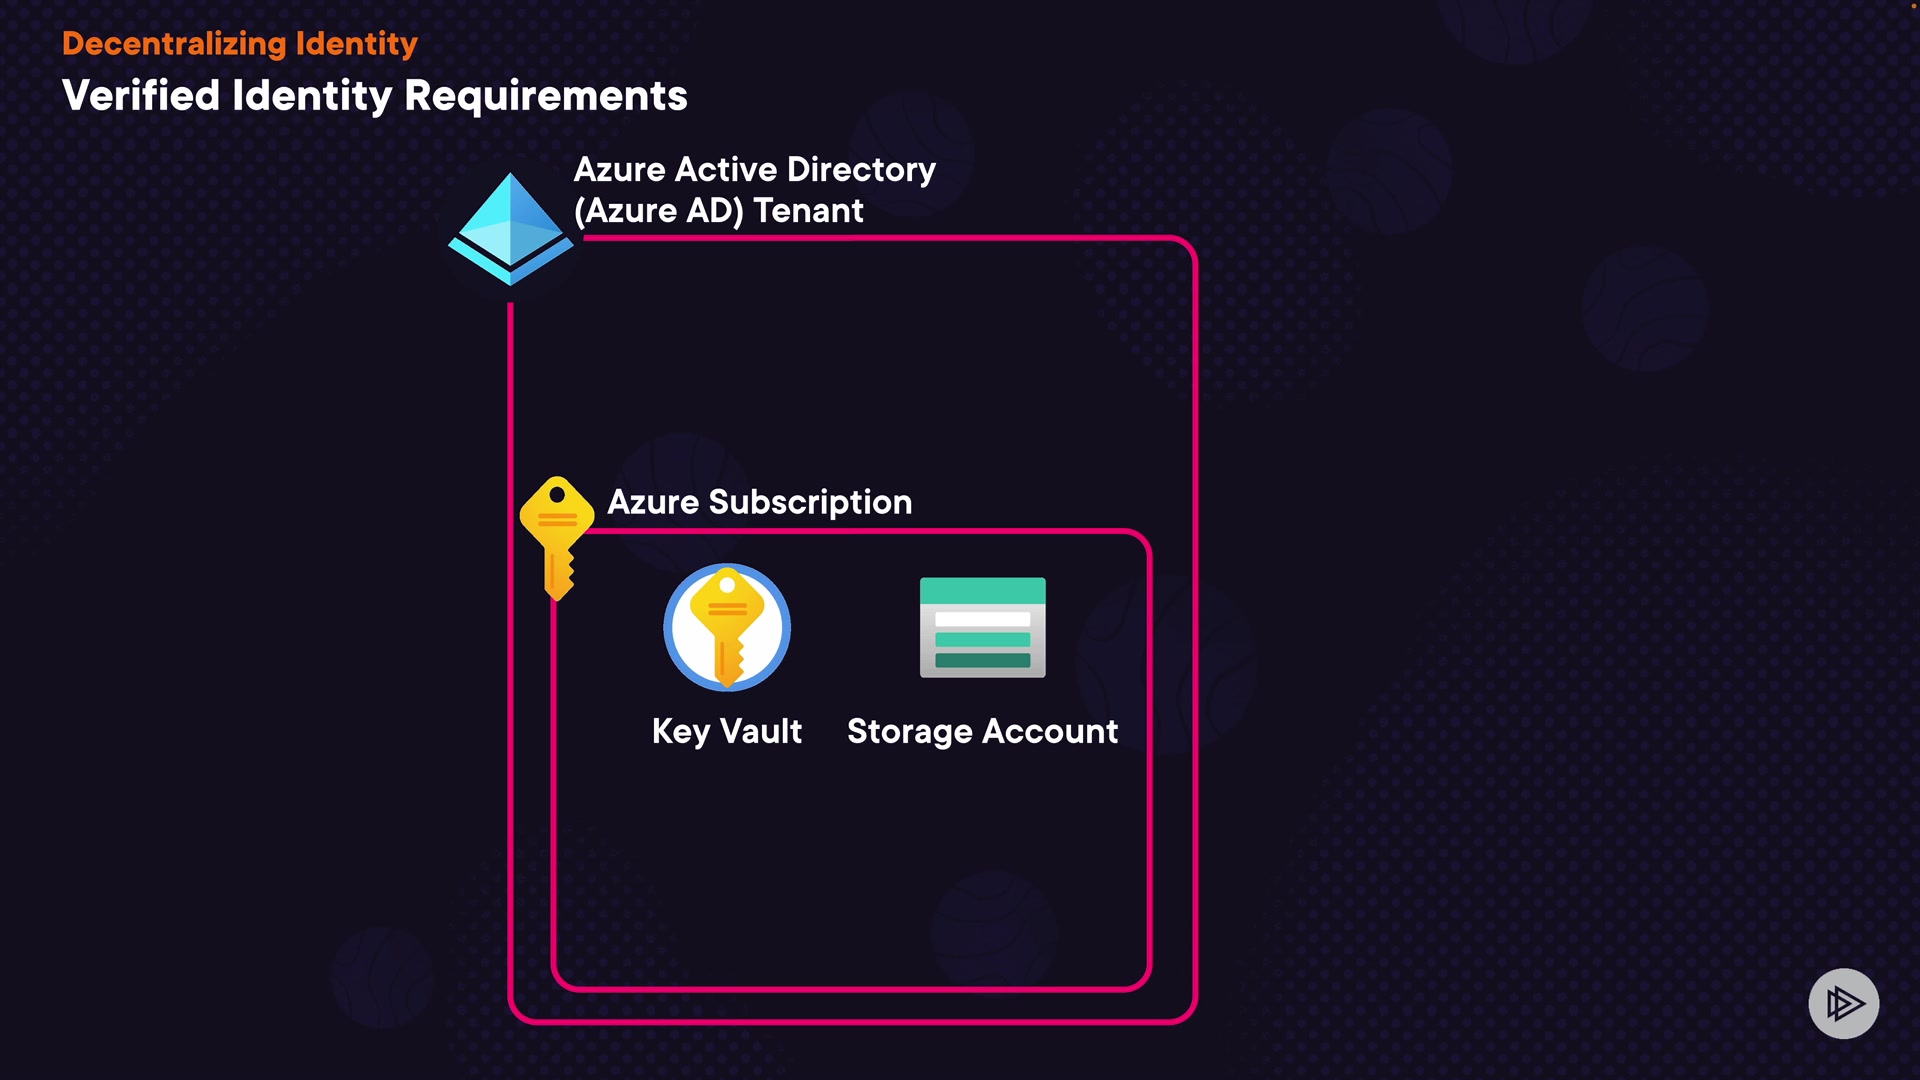 Decentralizing Identity
Verified Identity Requirements
Azure Active Directory
(Azure AD) Tenant
Azure Subscription
Key Vault
Storage Account